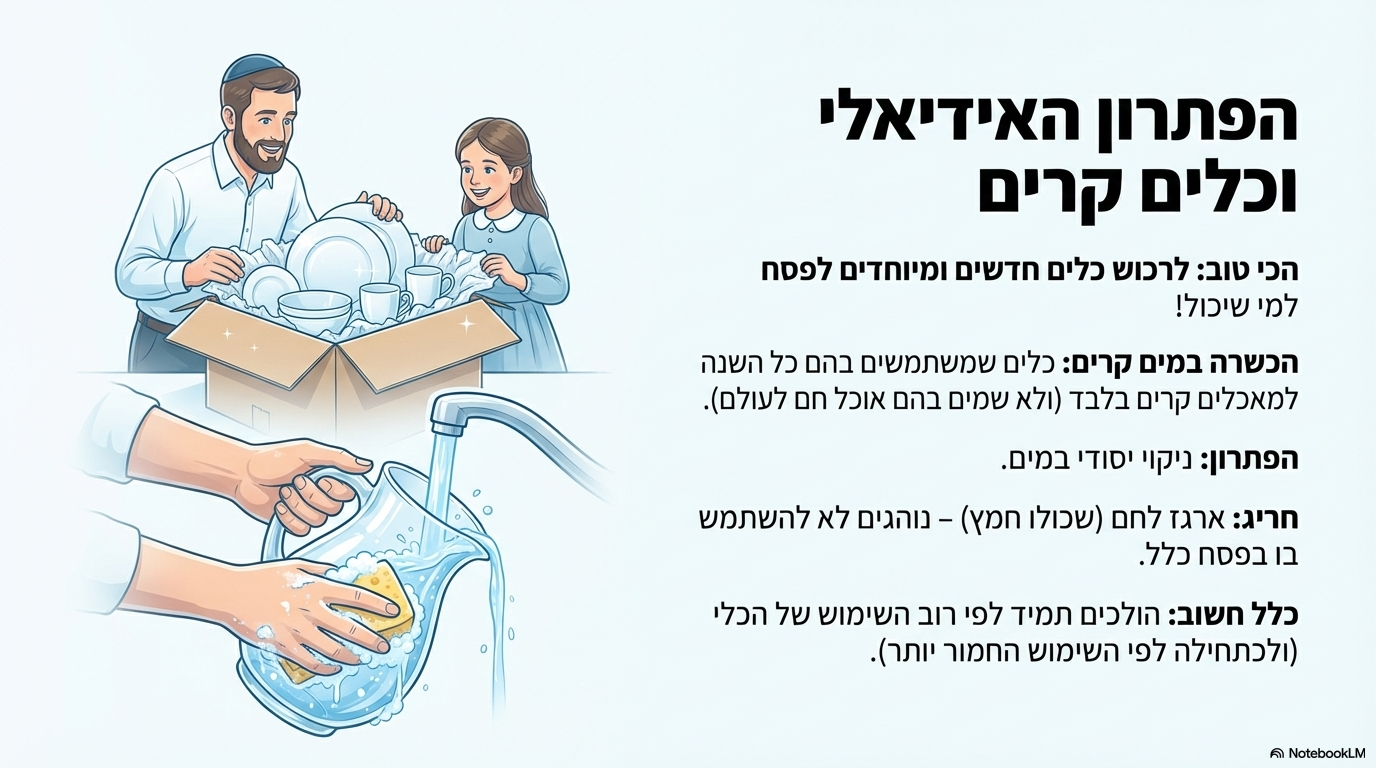 הפתרון האידיאלי
וכלים קרים
הכי טוב: לרכוש כלים חדשים ומיוחדים לפסח
למי שיכול!
הכשרה במים קרים: כלים שמשתמשים בהם כל השנה
למאכלים קרים בלבד (ולא שמים בהם אוכל חם לעולם).
הפתרון: ניקוי יסודי במים.
חריג: ארגז לחם (שכולו חמץ) – נוהגים לא להשתמש
בו בפסח כלל.
כלל חשוב: הולכים תמיד לפי רוב השימוש של הכלי
(ולכתחילה לפי השימוש החמור יותר).
NotebookLM